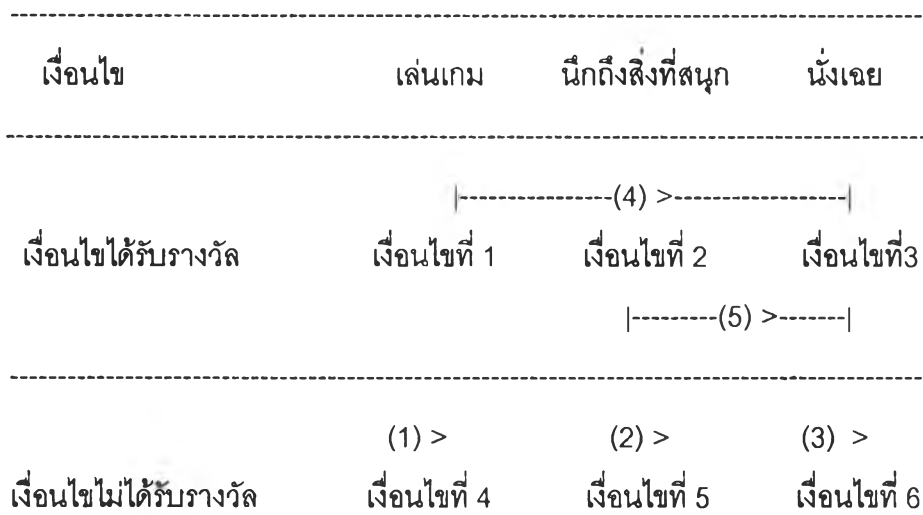 เงื่อนไข เล่นเกม นึกถึงสิ่งที่สนุก นั่งเฉย
|-------------(4) >----------------|
เงื่อนไขได้รับรางวัล เงื่อนไขที่ 1 เงื่อนไขที่ 2 เงื่อนไขที่3
|---------(5) >-------|
(1) > (2) > (3) >
เงื่อนไขไม่ได้รับรางวัล เงื่อนไขที่ 4 เงื่อนไขที่ 5 เงื่อนไขที่ 6